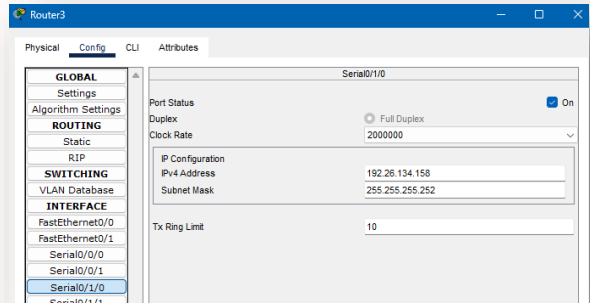 Router3
Physical Config CLI Attributes
GLOBAL
Settings
Algorithm Settings
ROUTING
Static
RIP
SWITCHING
VLAN Database
INTERFACE
FastEthernet0/0
FastEthernet0/1
Serial0/0/0
Serial0/0/1
Serial0/1/0
Serial0/1/1
Serial0/1/0
Port Status On
Duplex Full Duplex
Clock Rate 2000000
IP Configuration
IPv4 Address 192.26.134.158
Subnet Mask 255.255.255.252
Tx Ring Limit 10